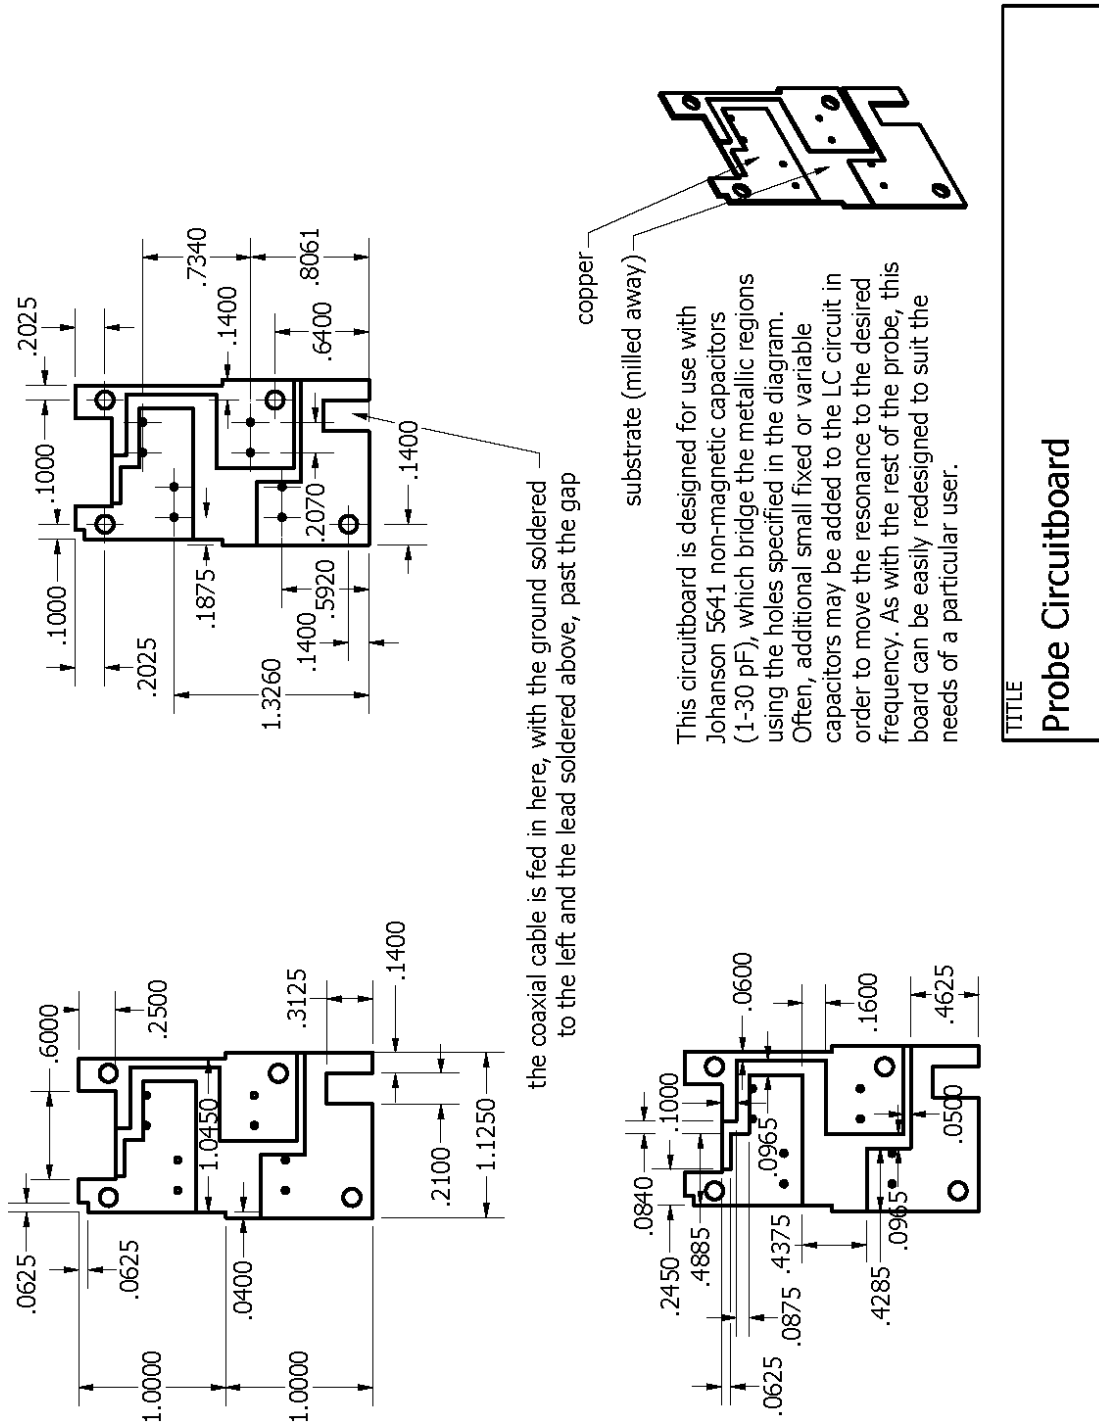 .0625
.6000
.2500
.0625
1.0450
.3125
.1400
.0400
1.0000
1.0000
.2100
1.1250
.2025
.1000
.7340
.1400
.8061
.6400
.1000
.2025
.1875
.2070
.5920
.1400
.1400
1.3260
the coaxial cable is fed in here, with the ground soldered
to the left and the lead soldered above, past the gap
.0840
.1000
.0600
.2450
.4885
.0965
.1600
.4625
.0500
.0965
.4375
.0875
.4285
.0625
copper
substrate (milled away)
This circuitboard is designed for use with
Johanson 5641 non-magnetic capacitors
(1-30 pF), which bridge the metallic regions
using the holes specified in the diagram.
Often, additional small fixed or variable
capacitors may be added to the LC circuit in
order to move the resonance to the desired
frequency. As with the rest of the probe, this
board can be easily redesigned to suit the
needs of a particular user.
TITLE
Probe Circuitboard